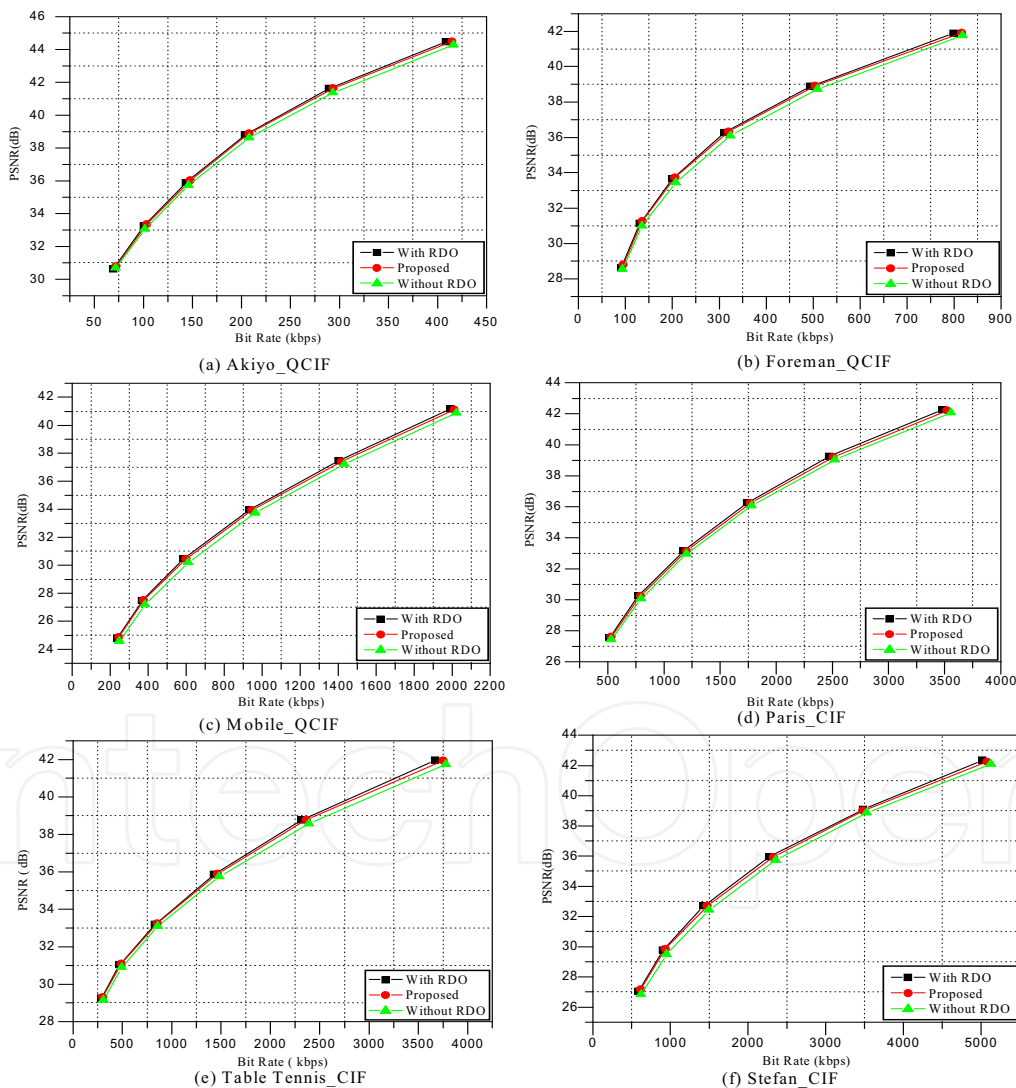 46
44
42
40
38
36
34
32
30
PSNR(dB)
50 100 150 200 250 300 350 400 450
Bit Rate (kbps)
With RDO
Proposed
Without RDO
(a) Akiyo_QCIF
42
40
38
36
34
32
30
28
PSNR(dB)
0 100 200 300 400 500 600 700 800 900
Bit Rate (kbps)
With RDO
Proposed
Without RDO
(b) Foreman_QCIF
42
40
38
36
34
32
30
28
26
24
PSNR(dB)
0 200 400 600 800 1000 1200 1400 1600 1800 2000 2200
Bit Rate (kbps)
With RDO
Proposed
Without RDO
(c) Mobile_QCIF
44
42
40
38
36
34
32
30
28
26
PSNR(dB)
500 1000 1500 2000 2500 3000 3500 4000
Bit Rate (kbps)
With RDO
Proposed
Without RDO
(d) Paris_CIF
42
40
38
36
34
32
30
28
PSNR ( dB)
0 500 1000 1500 2000 2500 3000 3500 4000
Bit Rate ( kbps)
With RDO
Proposed
Without RDO
(e) Table Tennis_CIF
44
42
40
38
36
34
32
30
28
26
PSNR(dB)
0 1000 2000 3000 4000 5000
Bit Rate (kbps)
With RDO
Proposed
Without RDO
(f) Stefan_CIF
ntechOpen